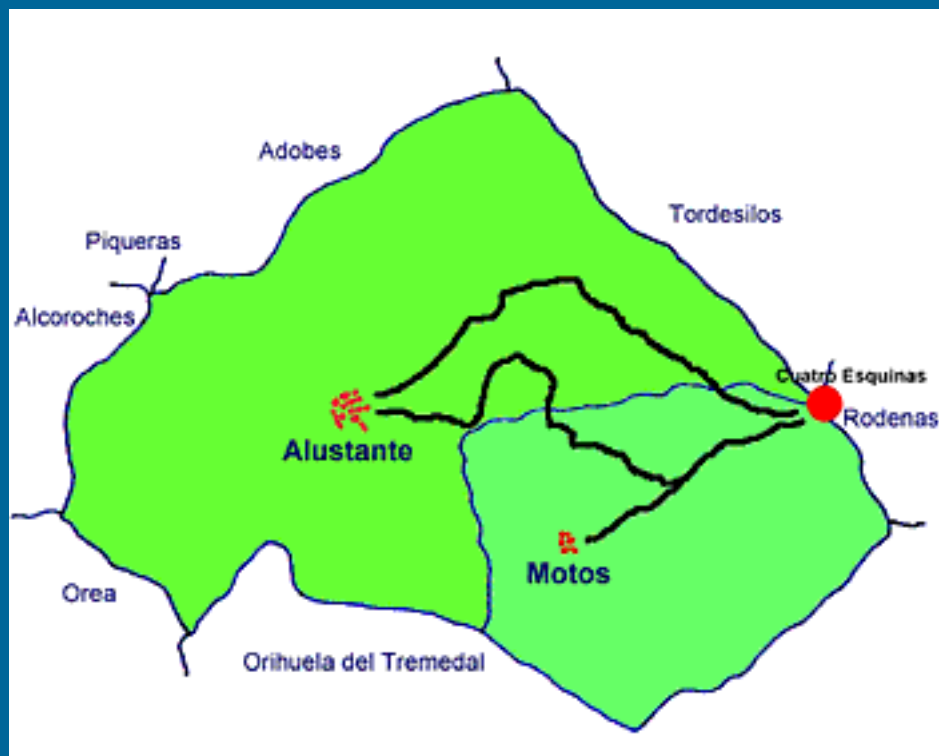 Adobes
Tordesilos
Piqueras
Alcoroches
Cuatro Esquinas
Rodenas
Alustante
Motos
Orea
Orihuela del Tremedal